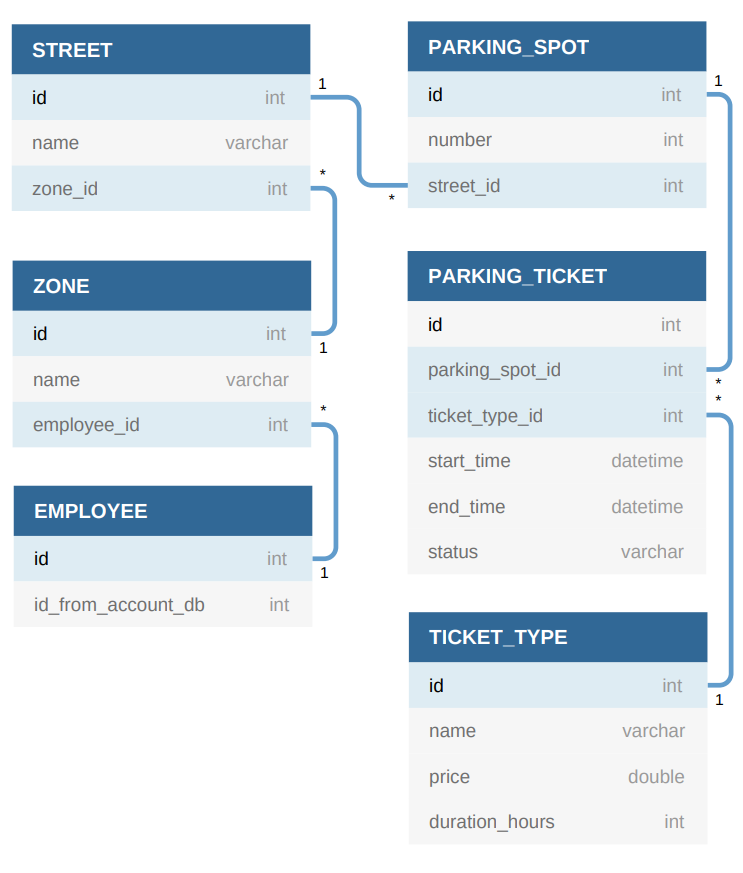 STREET
id int
name varchar
zone_id int
1
*
ZONE
id int
name varchar
employee_id int
1
*
EMPLOYEE
id int
id_from_account_db int
1
PARKING_SPOT
id int
number int
street_id int
1
*
PARKING_TICKET
id int
parking_spot_id int
ticket_type_id int
start_time datetime
end_time datetime
status varchar
*
*
TICKET_TYPE
id int
name varchar
price double
duration_hours int
1